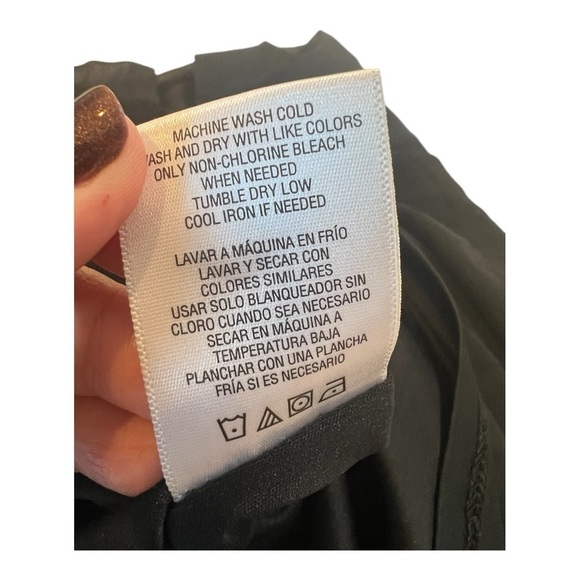 MACHINE WASH COLD
WASH AND DRY WITH LIKE COLORS
ONLY NON-CHLORINE BLEACH
WHEN NEEDED
TUMBLE DRY LOW
COOL IRON IF NEEDED
LAVAR A MÁQUINA EN FRÍO
LAVAR Y SECAR CON
COLORES SIMILARES
USAR SOLO BLANQUEADOR SIN
CLORO CUANDO SEA NECESARIO
SECAR EN MÁQUINA A
TEMPERATURA BAJA
PLANCHAR CON UNA PLANCHA
FRÍA SI ES NECESARIO